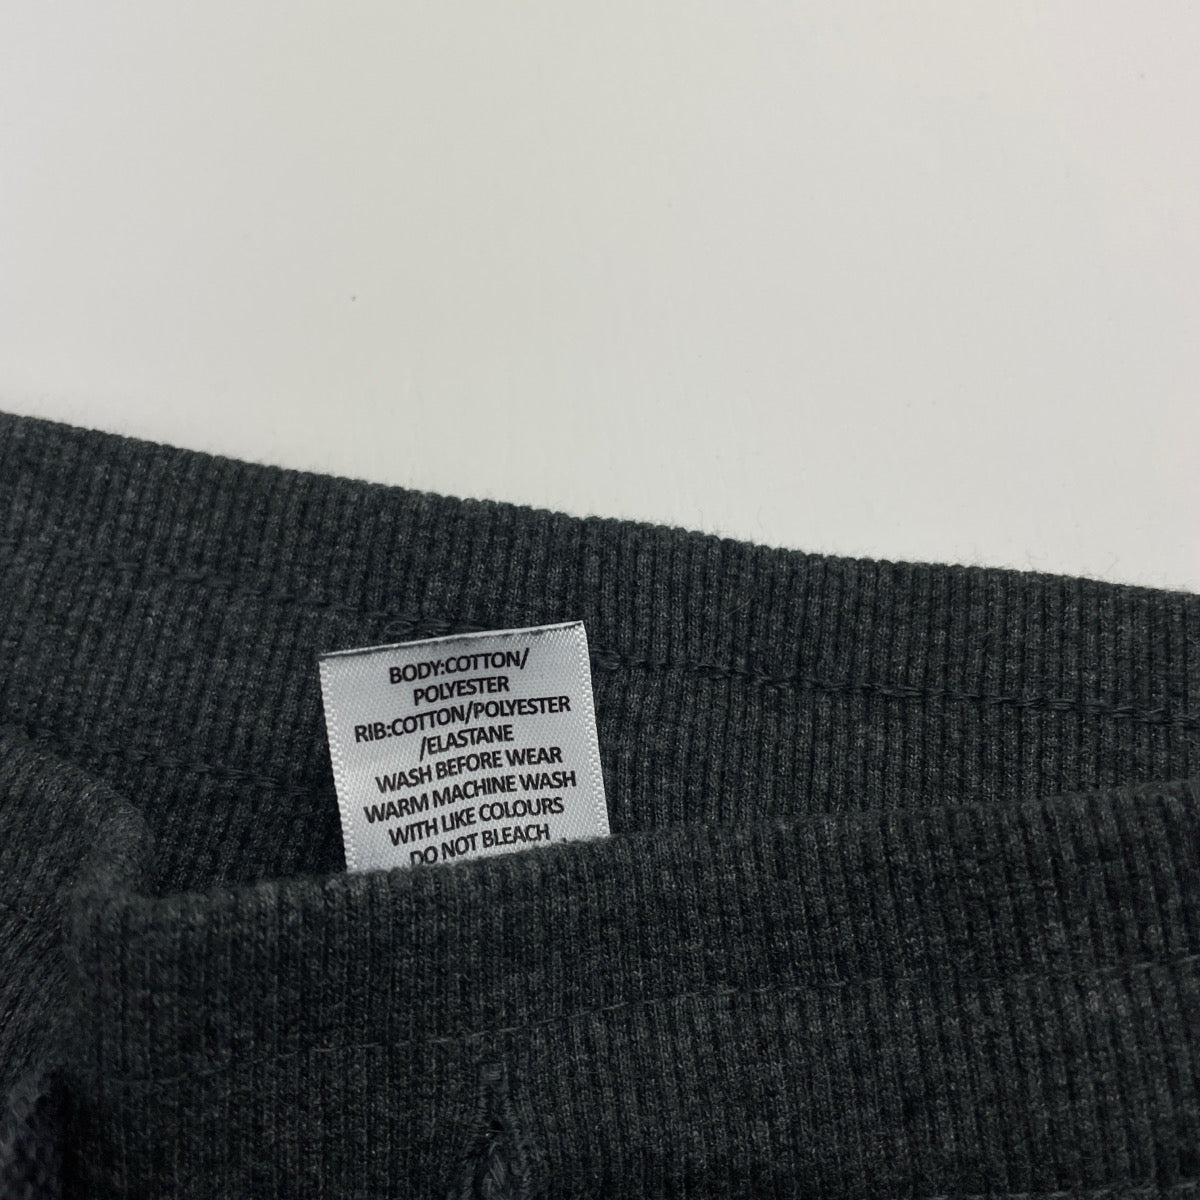 BODY:COTTON/
POLYESTER
RIB:COTTON/POLYESTER
/ELASTANE
WASH BEFORE WEAR
WARM MACHINE WASH
WITH LIKE COLOURS
DO NOT BLEACH